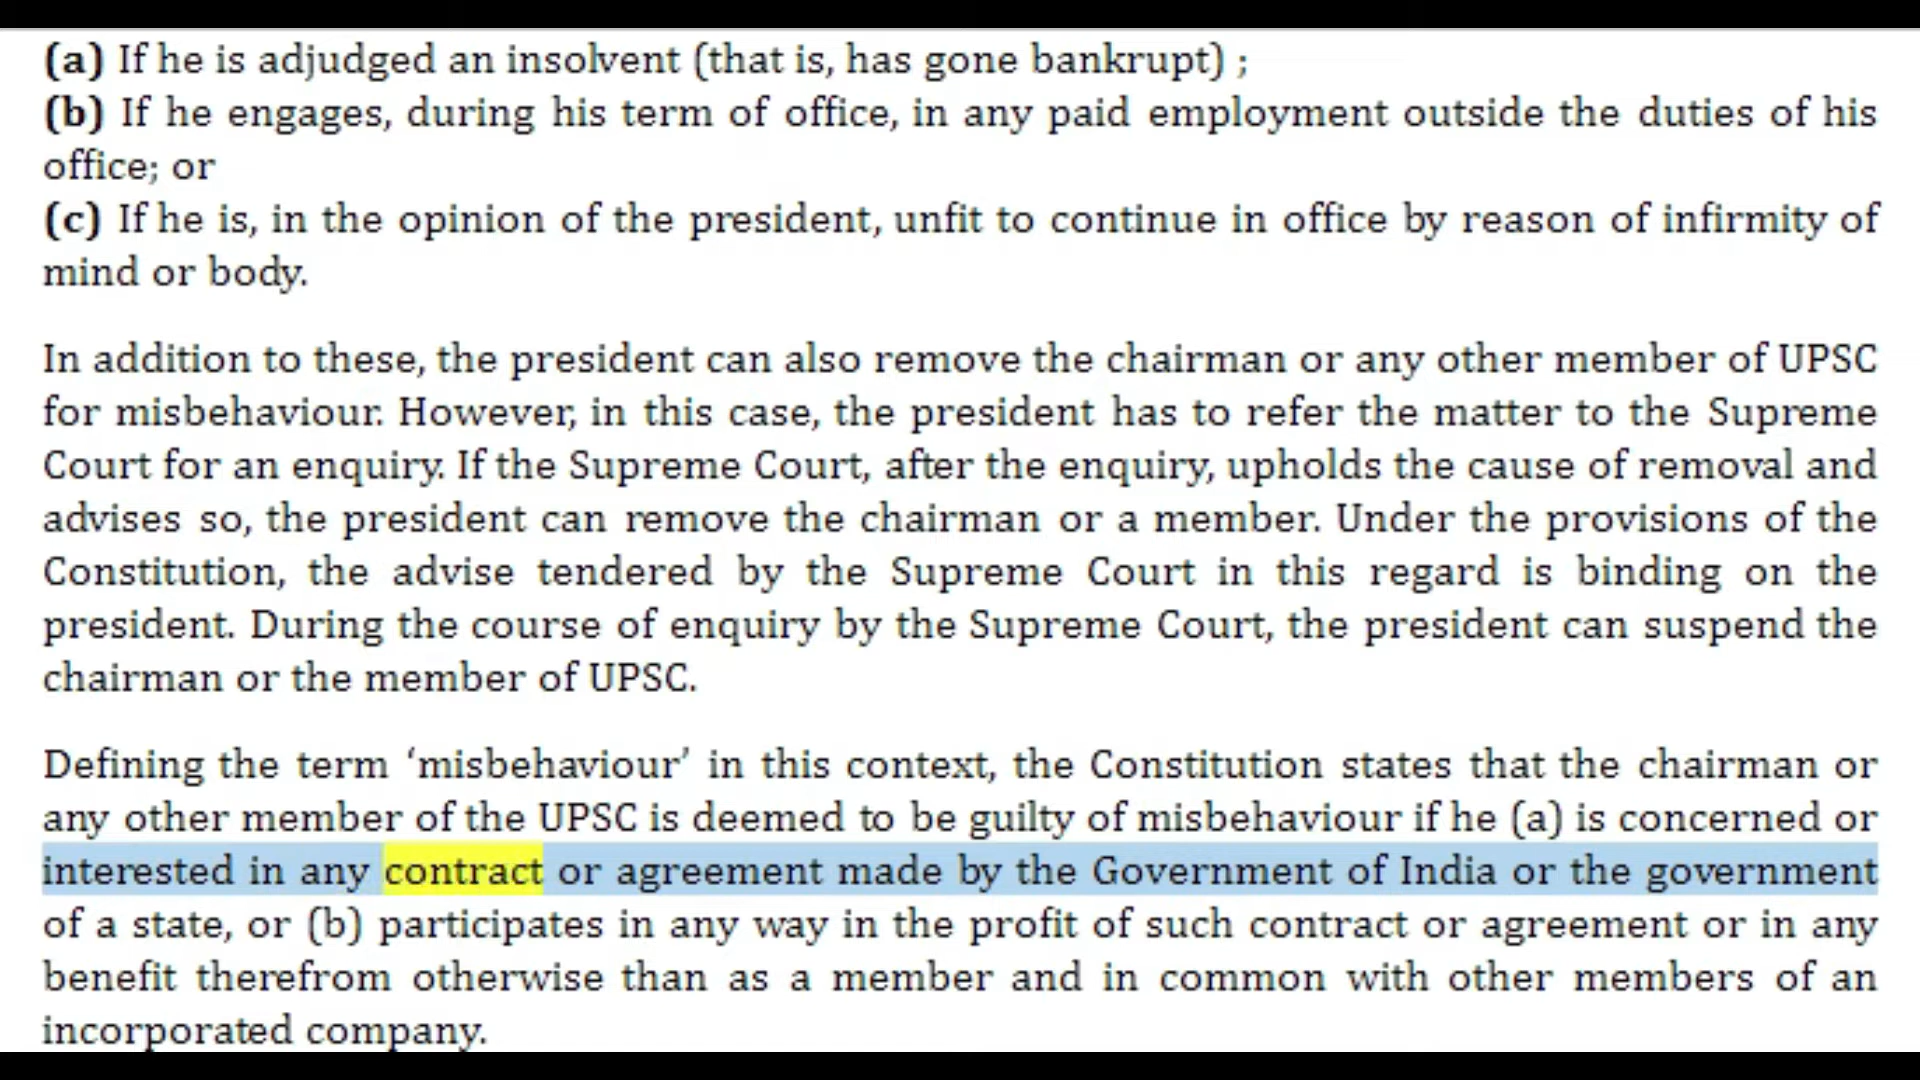 (a) If he is adjudged an insolvent (that is, has gone bankrupt) ;
(b) If he engages, during his term of office, in any paid employment outside the duties of his
office; or
(c) If he is, in the opinion of the president, unfit to continue in office by reason of infirmity of
mind or body.
In addition to these, the president can also remove the chairman or any other member of UPSC
for misbehaviour. However, in this case, the president has to refer the matter to the Supreme
Court for an enquiry. If the Supreme Court, after the enquiry, upholds the cause of removal and
advises so, the president can remove the chairman or a member. Under the provisions of the
Constitution, the advise tendered by the Supreme Court in this regard is binding on the
president. During the course of enquiry by the Supreme Court, the president can suspend the
chairman or the member of UPSC.
Defining the term ‘misbehaviour’ in this context, the Constitution states that the chairman or
any other member of the UPSC is deemed to be guilty of misbehaviour if he (a) is concerned or
interested in any contract or agreement made by the Government of India or the government
of a state, or (b) participates in any way in the profit of such contract or agreement or in any
benefit therefrom otherwise than as a member and in common with other members of an
incorporated company.